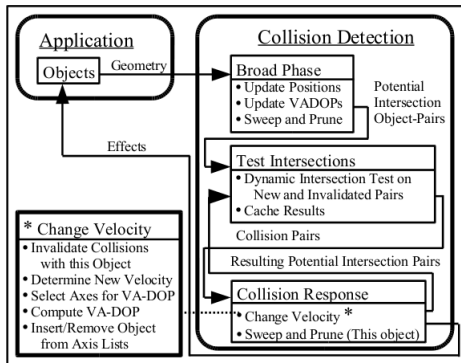 Application
Objects
Geometry
Effects
Collision Detection
Broad Phase
• Update Positions
• Update VADOPs
• Sweep and Prune
Potential
Intersection
Object-Pairs
Test Intersections
• Dynamic Intersection Test on
New and Invalidated Pairs
• Cache Results
Collision Pairs
Resulting Potential Intersection Pairs
Collision Response
• Change Velocity *
• Sweep and Prune (This object)
* Change Velocity
• Invalidate Collisions
with this Object
• Determine New Velocity
• Select Axes for VA-DOP
• Compute VA-DOP
• Insert/Remove Object
from Axis Lists